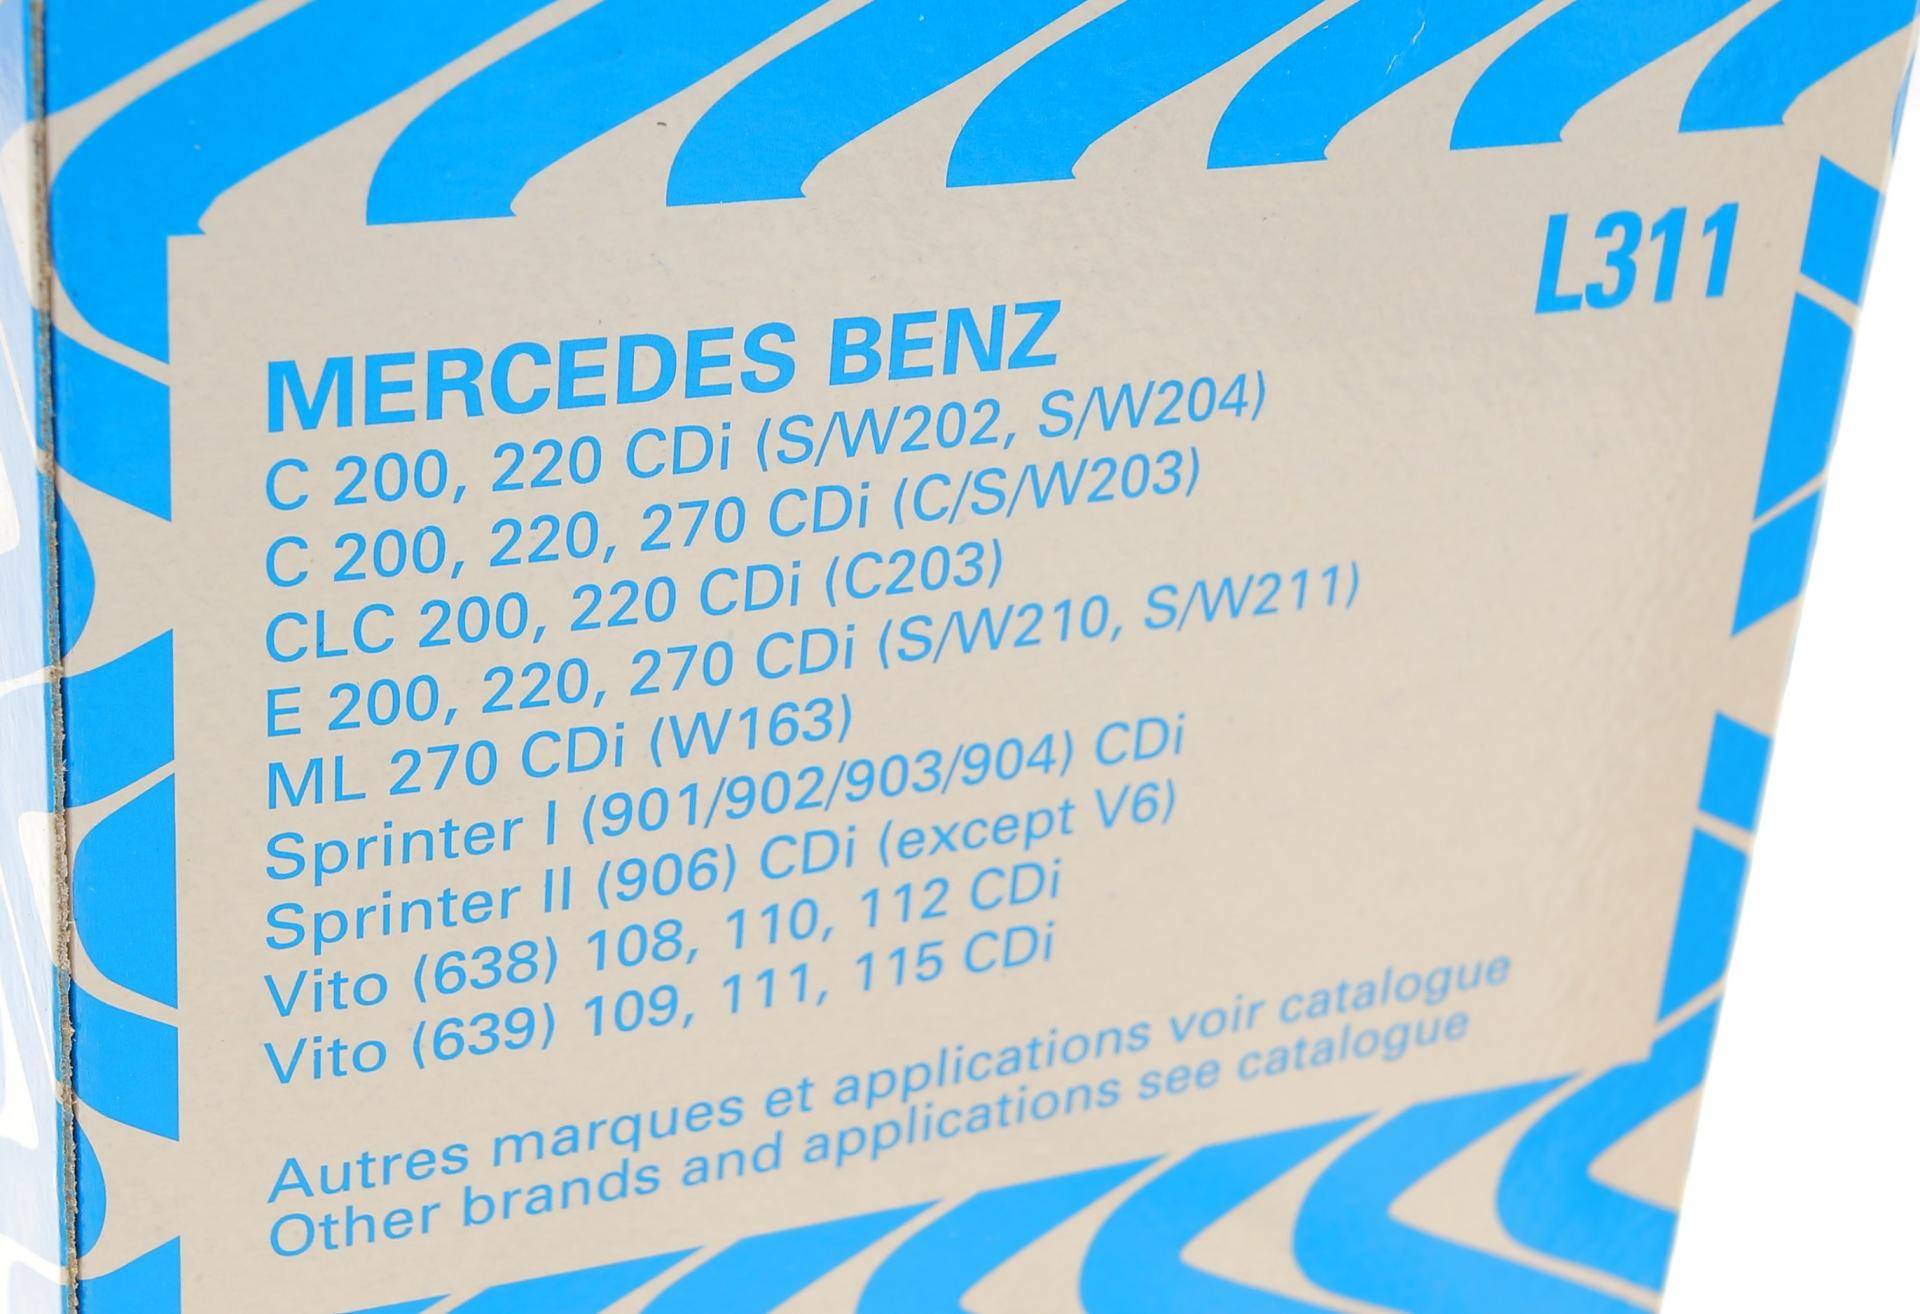 L311
MERCEDES BENZ
C 200, 220 CDi (S/W202, S/W204)
C 200, 220, 270 CDi (C/S/W203)
CLC 200, 220 CDi (C203)
E 200, 220, 270 CDi (S/W210, S/W211)
ML 270 CDi (W163)
Sprinter I (901/902/903/904) CDi
Sprinter II (906) CDi (except V6)
Vito (638) 108, 110, 112 CDi
Vito (639) 109, 111, 115 CDi
Autres marques et applications voir catalogue
Other brands and applications see catalogue